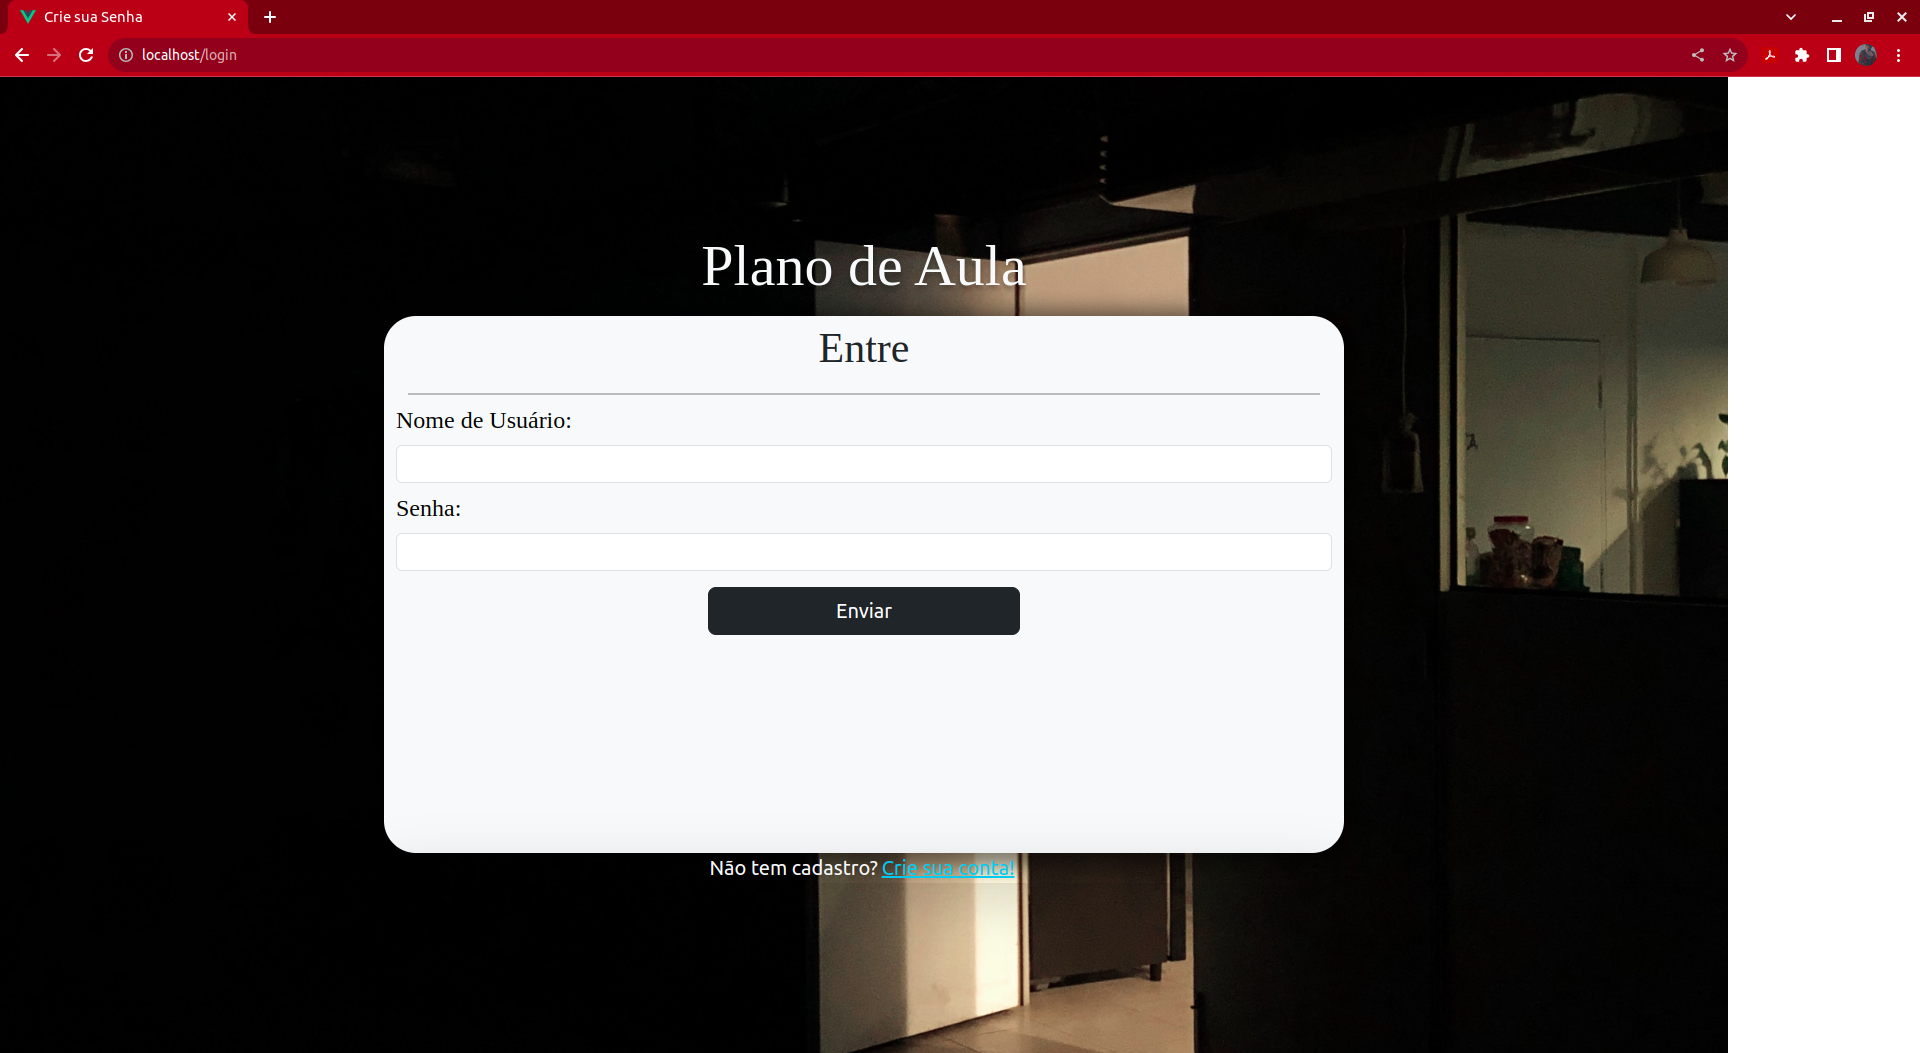 Crie sua Senha
localhost/login
Plano de Aula
Entre
Nome de Usuário:
Senha:
Enviar
Não tem cadastro? Crie sua conta!